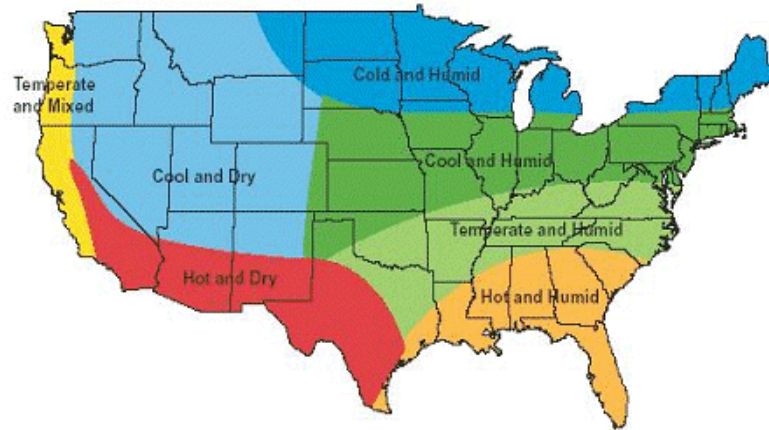 Cold and Humid
Temperate
and Mixed
Cool and Humid
Cool and Dry
Temperate and Humid
Hot and Dry
Hot and Humid